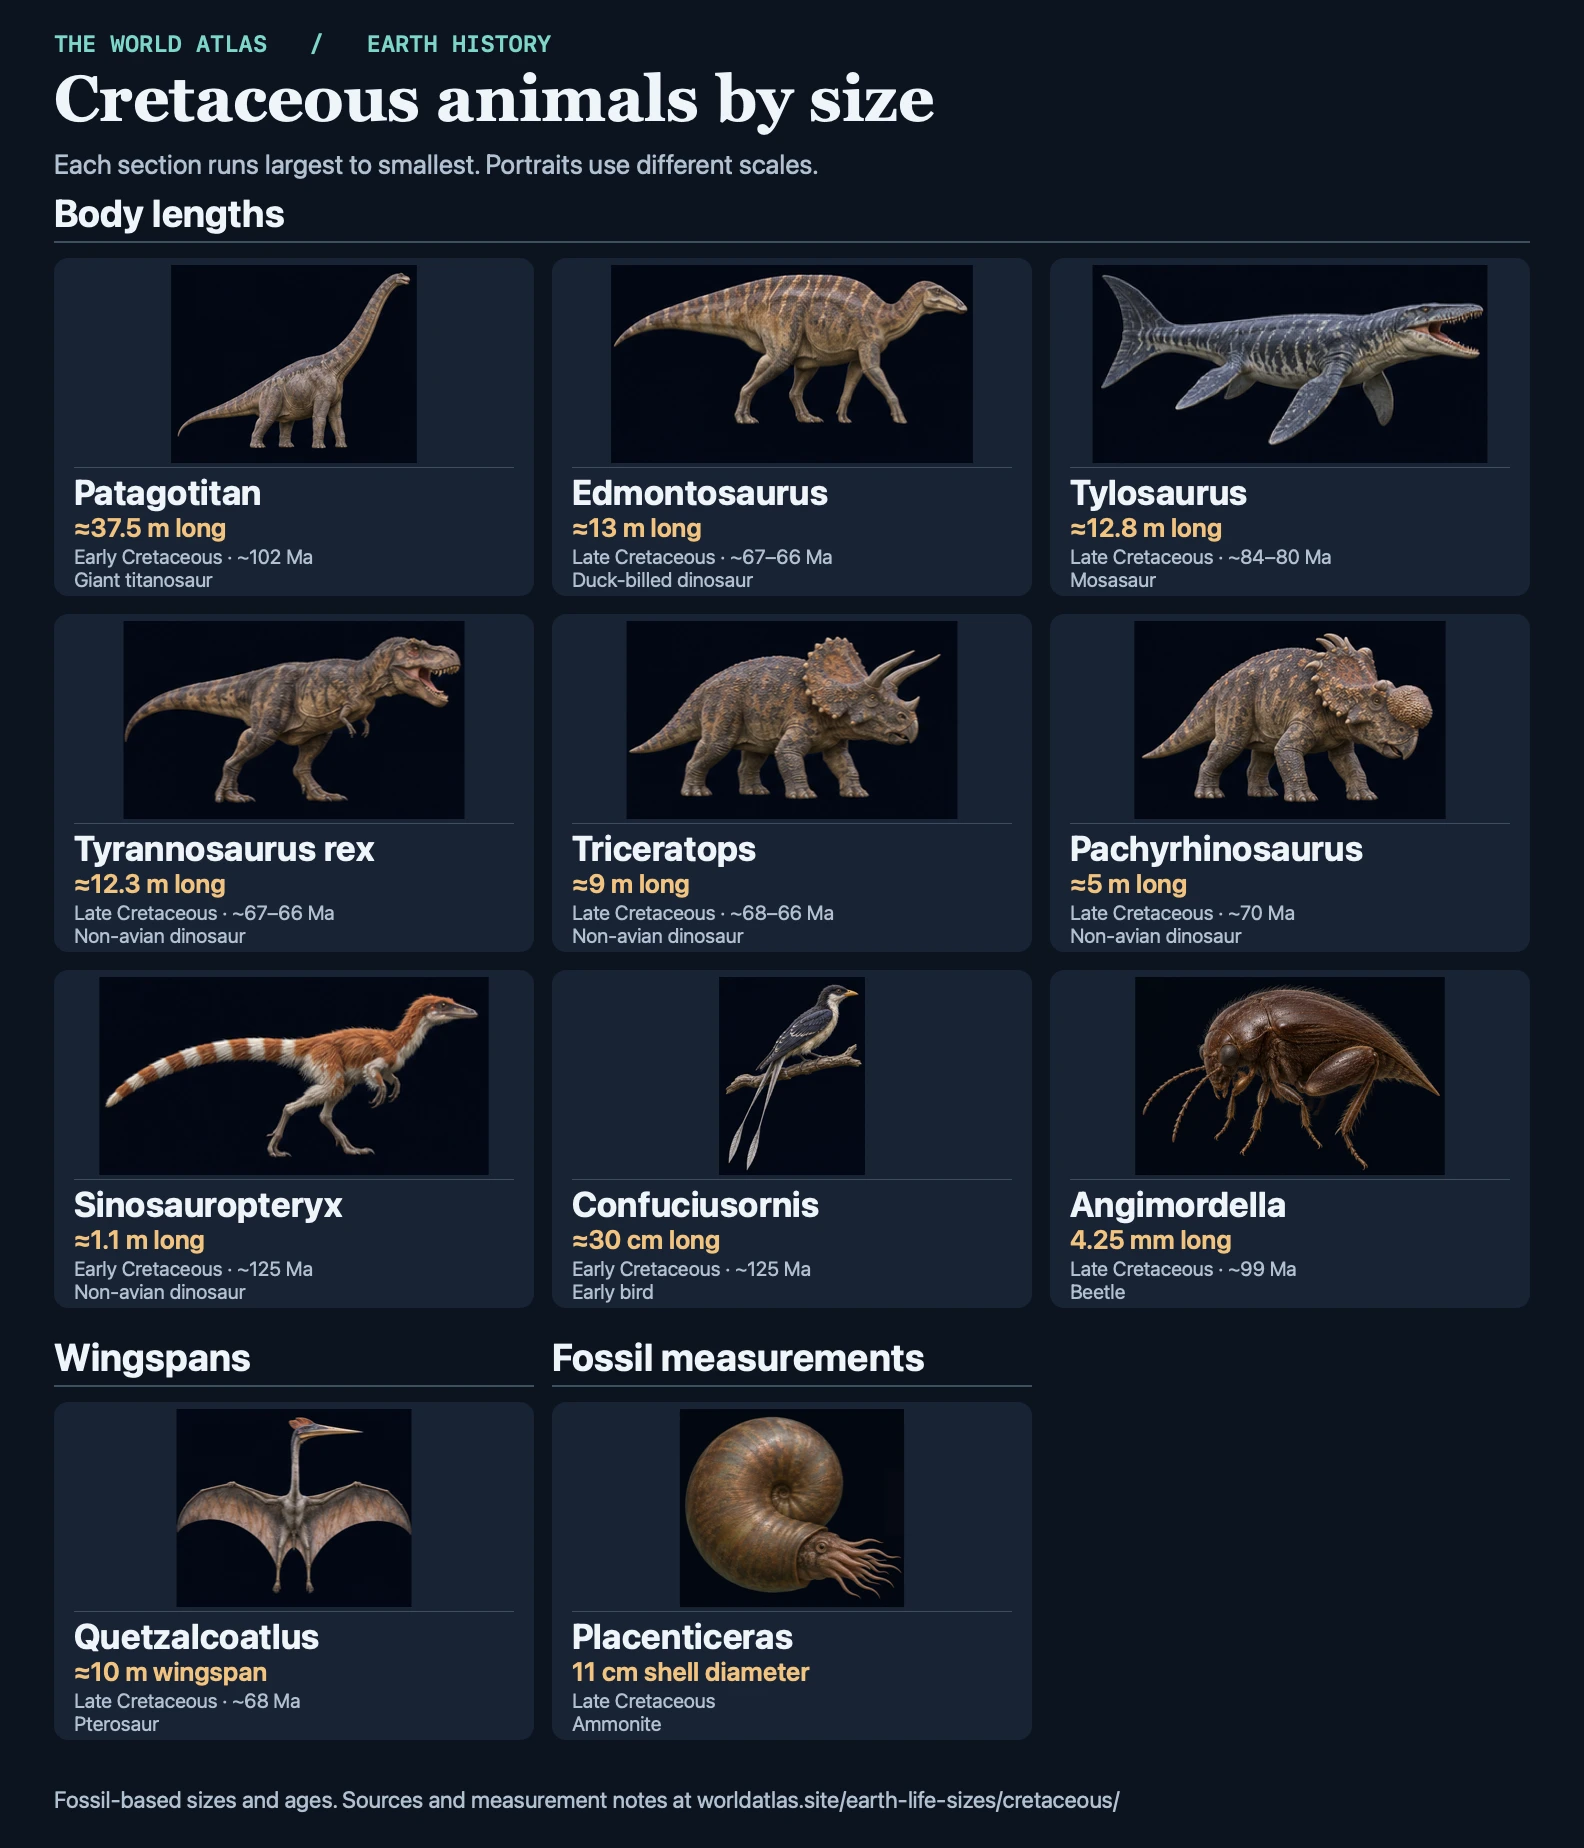 THE WORLD ATLAS / EARTH HISTORY
Cretaceous animals by size
Each section runs largest to smallest. Portraits use different scales.
Body lengths
Patagotitan
≈37.5 m long
Early Cretaceous · ~102 Ma
Giant titanosaur
Edmontosaurus
≈13 m long
Late Cretaceous · ~67–66 Ma
Duck-billed dinosaur
Tylosaurus
≈12.8 m long
Late Cretaceous · ~84–80 Ma
Mosasaur
Tyrannosaurus rex
≈12.3 m long
Late Cretaceous · ~67–66 Ma
Non-avian dinosaur
Triceratops
≈9 m long
Late Cretaceous · ~68–66 Ma
Non-avian dinosaur
Pachyrhinosaurus
≈5 m long
Late Cretaceous · ~70 Ma
Non-avian dinosaur
Sinosauropteryx
≈1.1 m long
Early Cretaceous · ~125 Ma
Non-avian dinosaur
Confuciusornis
≈30 cm long
Early Cretaceous · ~125 Ma
Early bird
Angimordella
4.25 mm long
Late Cretaceous · ~99 Ma
Beetle
Wingspans
Quetzalcoatlus
≈10 m wingspan
Late Cretaceous · ~68 Ma
Pterosaur
Fossil measurements
Placenticeras
11 cm shell diameter
Late Cretaceous
Ammonite
Fossil-based sizes and ages. Sources and measurement notes at worldatlas.site/earth-life-sizes/cretaceous/